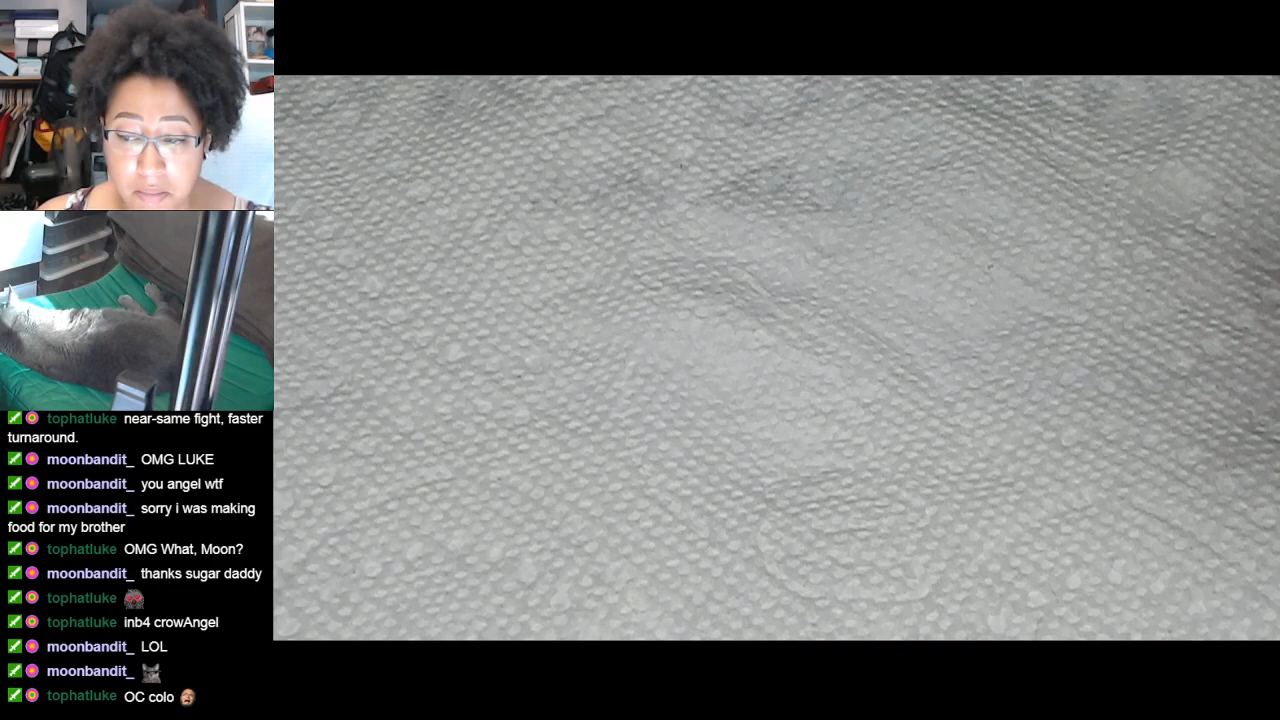 tophatluke near-same fight, faster
turnaround.
moonbandit_ OMG LUKE
moonbandit_ you angel wtf
moonbandit_ sorry i was making
food for my brother
tophatluke OMG What, Moon?
moonbandit_ thanks sugar daddy
tophatluke
tophatluke inb4 crowAngel
moonbandit_ LOL
moonbandit_
tophatluke OC colo